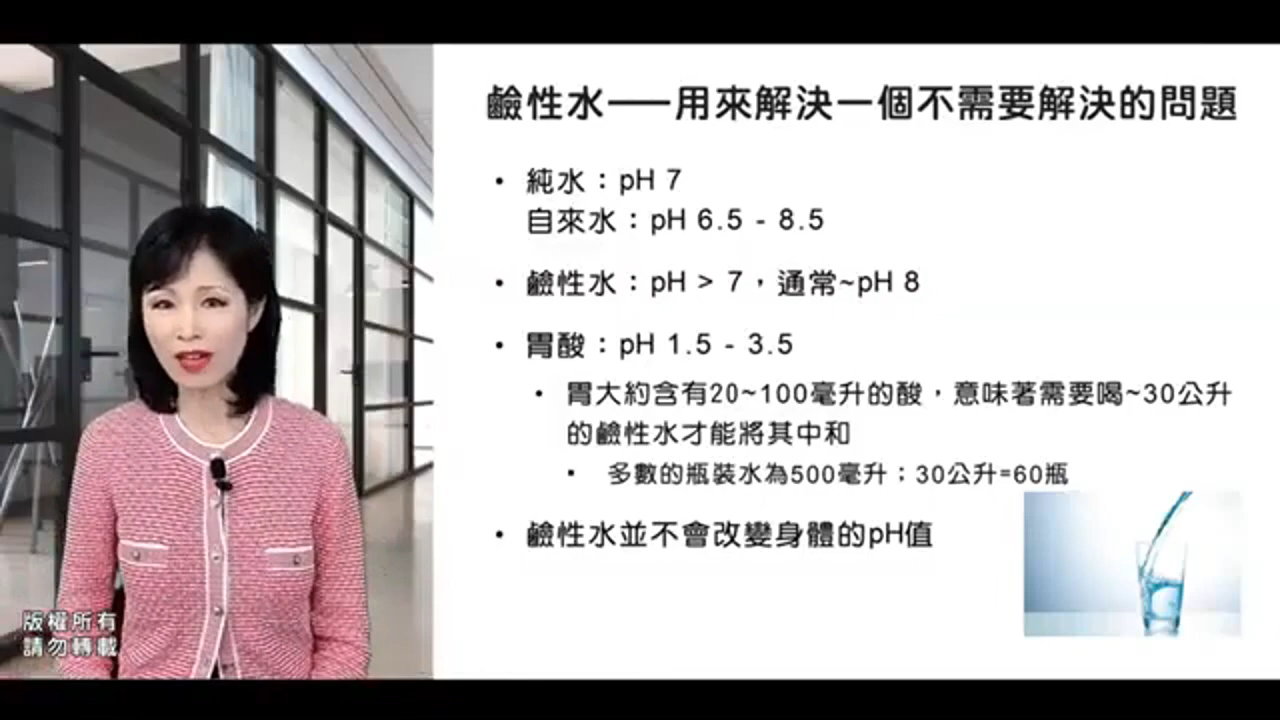 鹼性水——用來解決一個不需要解決的問題
• 純水：pH 7
自來水：pH 6.5 - 8.5
• 鹼性水：pH > 7，通常~pH 8
• 胃酸：pH 1.5 - 3.5
• 胃大約含有20~100毫升的酸，意味著需要喝~30公升
的鹼性水才能將其中和
▪ 多數的瓶裝水為500毫升；30公升=60瓶
• 鹼性水並不會改變身體的pH值
版權所有
請勿轉載